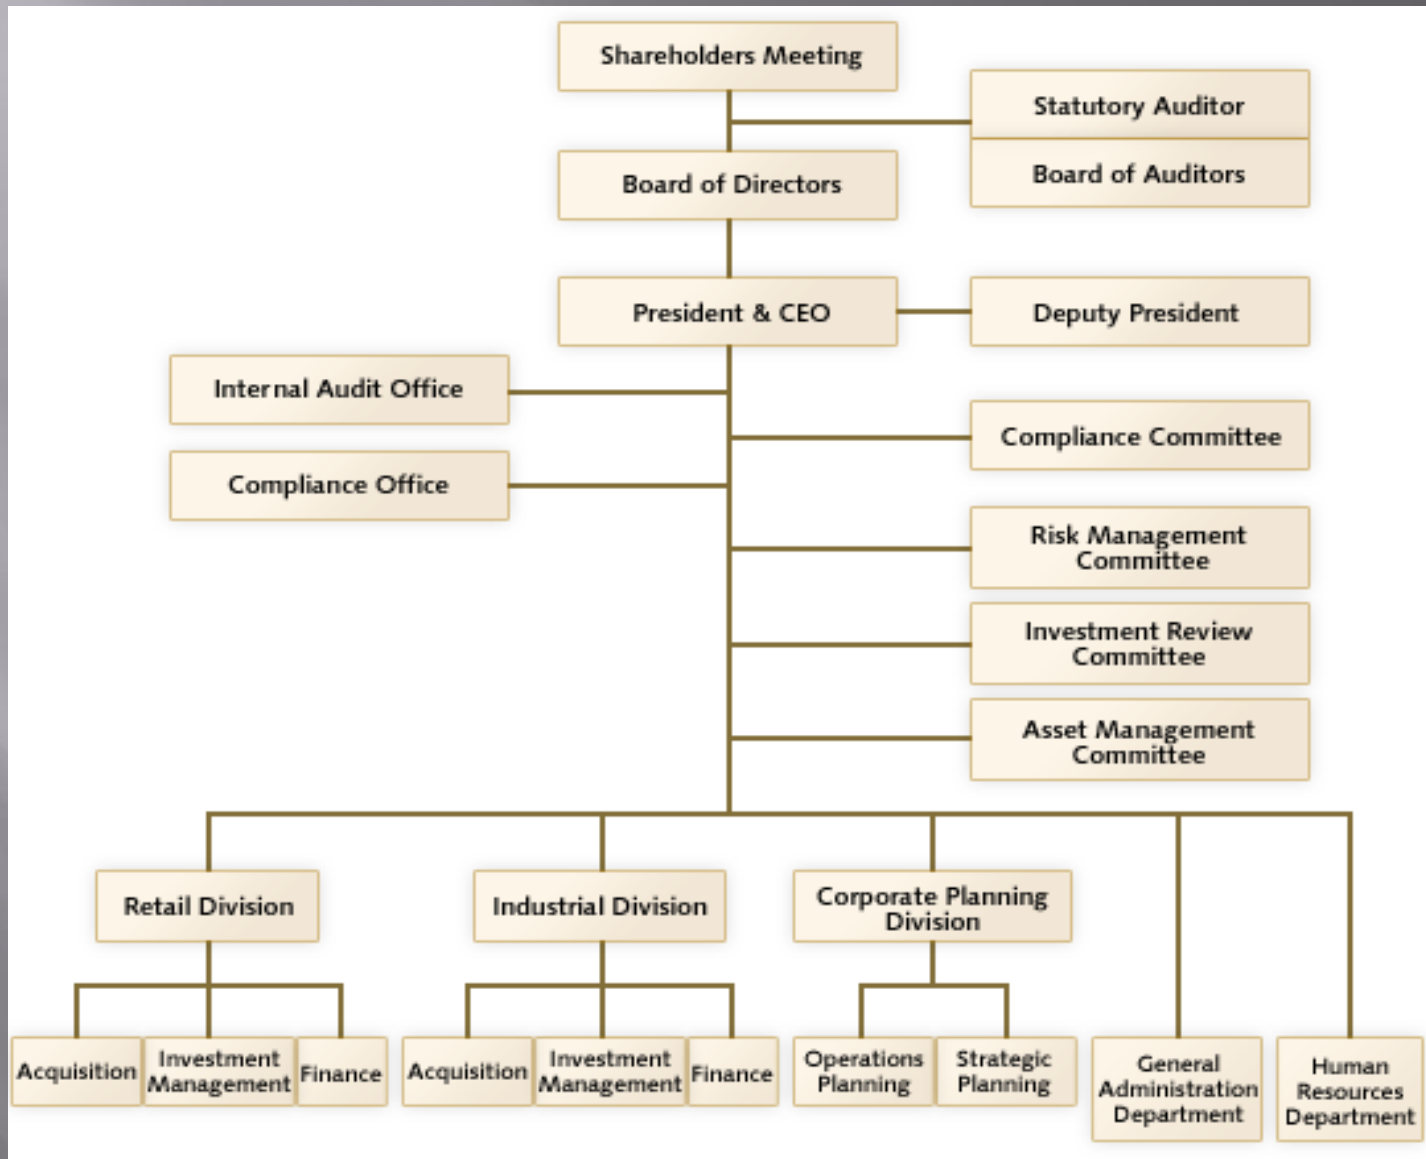 Shareholders Meeting
Statutory Auditor
Board of Auditors
Board of Directors
President & CEO
Deputy President
Internal Audit Office
Compliance Committee
Compliance Office
Risk Management
Committee
Investment Review
Committee
Asset Management
Committee
Retail Division
Industrial Division
Corporate Planning
Division
Acquisition
Investment
Management
Finance
Acquisition
Investment
Management
Finance
Operations
Planning
Strategic
Planning
General
Administration
Department
Human
Resources
Department